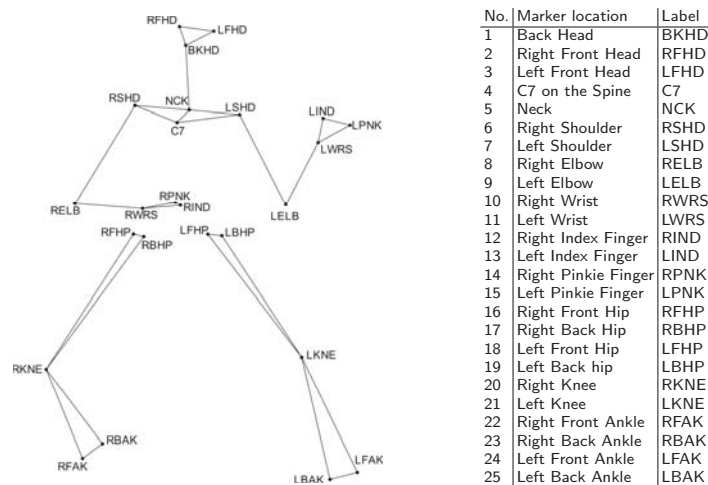 RFHD
LFHD
BKHD
RSHD
NCK
LSHD
C7
LIND
LPNK
LWRS
RELB
RPNK
RWRS
RIND
LELB
RFHP
RBHP
LFHP
LBHP
RKNE
LKNE
RBAK
RFAK
LFAK
LBAK
No. Marker location Label
1 Back Head BKHD
2 Right Front Head RFHD
3 Left Front Head LFHD
4 C7 on the Spine C7
5 Neck NCK
6 Right Shoulder RSHD
7 Left Shoulder LSHD
8 Right Elbow RELB
9 Left Elbow LELB
10 Right Wrist RWRS
11 Left Wrist LWRS
12 Right Index Finger RIND
13 Left Index Finger LIND
14 Right Pinkie Finger RPNK
15 Left Pinkie Finger LPNK
16 Right Front Hip RFHP
17 Right Back Hip RBHP
18 Left Front Hip LFHP
19 Left Back hip LBHP
20 Right Knee RKNE
21 Left Knee LKNE
22 Right Front Ankle RFAK
23 Right Back Ankle RBAK
24 Left Front Ankle LFAK
25 Left Back Ankle LBAK